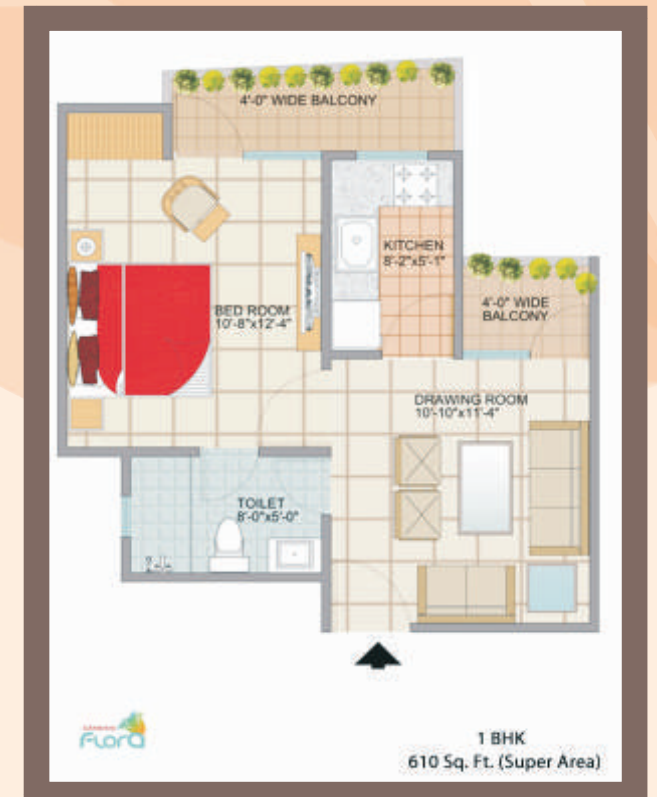 4'-0" WIDE BALCONY
KITCHEN
8'-2"x5'-1"
4'-0" WIDE
BALCONY
BED ROOM
10'-8"x12'-4"
DRAWING ROOM
10'-10"x11'-4"
TOILET
8'-0"x5'-0"
FLORA
1 BHK
610 Sq. Ft. (Super Area)